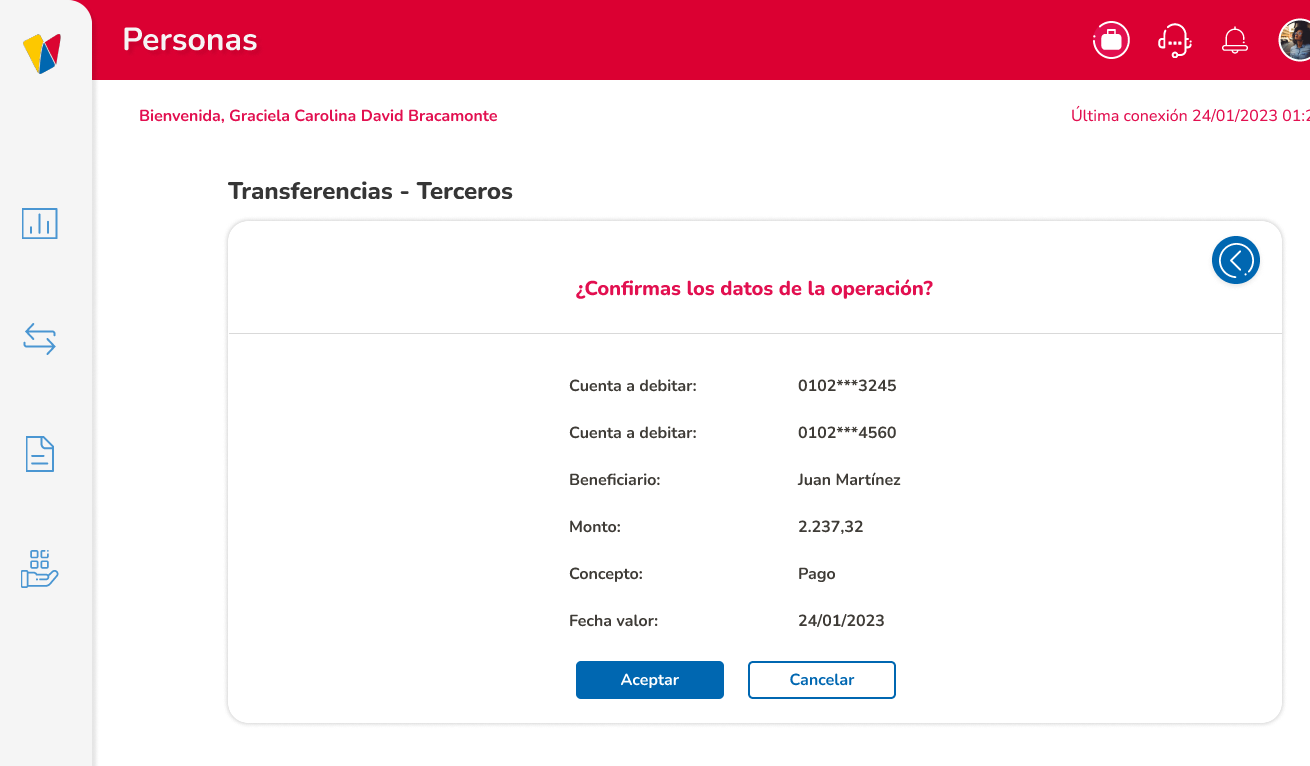 Personas
Bienvenida, Graciela Carolina David Bracamonte
Última conexión 24/01/2023 01:2
Transferencias - Terceros
¿Confirmas los datos de la operación?
Cuenta a debitar: 0102***3245
Cuenta a debitar: 0102***4560
Beneficiario: Juan Martínez
Monto: 2.237,32
Concepto: Pago
Fecha valor: 24/01/2023
Aceptar Cancelar